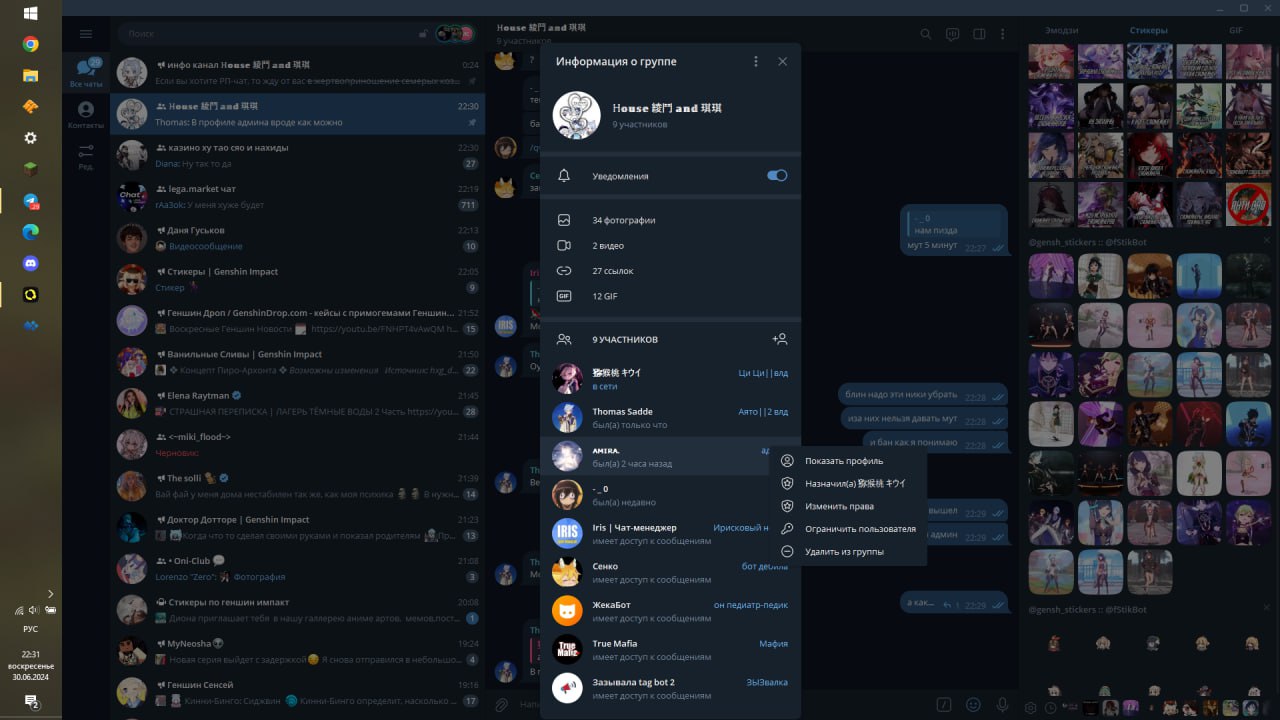 Поиск
29
Все чаты
Контакты
Ред.
РУС
22:31
воскресенье
30.06.2024
2
инфо канал House 綾門 and 琪琪
0:24
Если вы хотите РП-чат, то жду от вас в жертвоприношение семерых коз...
House 綾門 and 琪琪
22:30
Thomas: В профиле админа вроде как можно
казино ху тао сяо и нахиды
22:30
Diana: Ну так то да
27
lega.market чат
22:19
rAa3ok: У меня хуже будет
711
Даня Гуськов
22:13
Видеосообщение
10
Стикеры | Genshin Impact
22:05
Стикер
9
Геншин Дроп / GenshinDrop.com - кейсы с примогемами Геншин...
21:52
Воскресные Геншин Новости https://youtu.be/FNHPT4vAwQM
15
Ванильные Сливы | Genshin Impact
21:50
Концепт Пиро-Архонта Возможны изменения Источник: hxg_d...
22
Elena Raytman
21:45
СТРАШНАЯ ПЕРЕПИСКА | ЛАГЕРЬ ТЁМНЫЕ ВОДЫ 2 Часть https://you...
28
<~miki_flood~>
21:44
Черновик:
The solli
21:39
Вай фай у меня дома нестабилен так же, как моя психика В нужн...
14
Доктор Дотторе | Genshin Impact
21:23
Когда что то сделал своими руками и показал родителям
13
• Oni-Club
21:08
Lorenzo "Zero": Фотография
3
Стикеры по геншин импакт
20:08
Диона приглашает тебя в нашу галлерею аниме артов. мемов,пост...
1
MyNeosha
19:24
Новая серия выйдет с задержкой Я снова отправился в небольшо...
4
Геншин Сенсей
19:16
Кинни-Бинго: Сиджвин Кинни-Бинго определит, насколько ...
17
House 綾門 and 琪琪
9 участников
Информация о группе
House 綾門 and 琪琪
9 участников
Уведомления
34 фотографии
2 видео
27 ссылок
GIF
12 GIF
9 УЧАСТНИКОВ
猕猴桃 キウイ
Ци Ци||влд
в сети
Thomas Sadde
Аято||2 влд
был(а) только что
AMIRA.
был(а) 2 часа назад
- _ 0
был(а) недавно
IRIS
Iris | Чат-менеджер
Ирисковый н
имеет доступ к сообщениям
Сенко
бот дебила
имеет доступ к сообщениям
ЖекаБот
он педиатр-педик
имеет доступ к сообщениям
True Mafia
Мафия
имеет доступ к сообщениям
Зазывала tag bot 2
ЗЫЗвалка
имеет доступ к сообщениям
Показать профиль
Назначил(а) 猕猴桃 キウイ
Изменить права
Ограничить пользователя
Удалить из группы
- _ 0
нам пизда
мут 5 минут
22:27
блин надо эти ники убрать
22:28
иза них нельзя давать мут
22:28
и бан как я понимаю
22:28
вышел
22:29
админ
22:29
а как...
1
22:29
Эмодзи
Стикеры
GIF
@gensh_stickers :: @fStikBot
@gensh_stickers :: @fStikBot